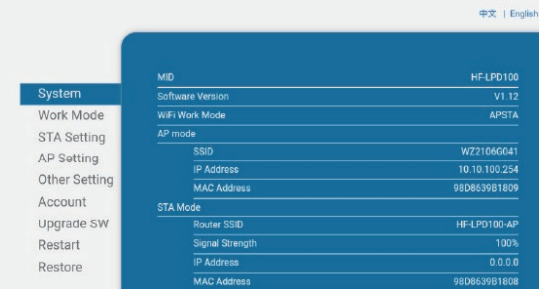 中文 | English
System
Work Mode
STA Setting
AP Setting
Other Setting
Account
Upgrade SW
Restart
Restore
MID HF-LPD100
Software Version V1.12
WiFi Work Mode APSTA
AP mode
SSID WZ2106G041
IP Address 10.10.100.254
MAC Address 98D8639B1809
STA Mode
Router SSID HF-LPD100-AP
Signal Strength 100%
IP Address 0.0.0.0
MAC Address 98D8639B1808